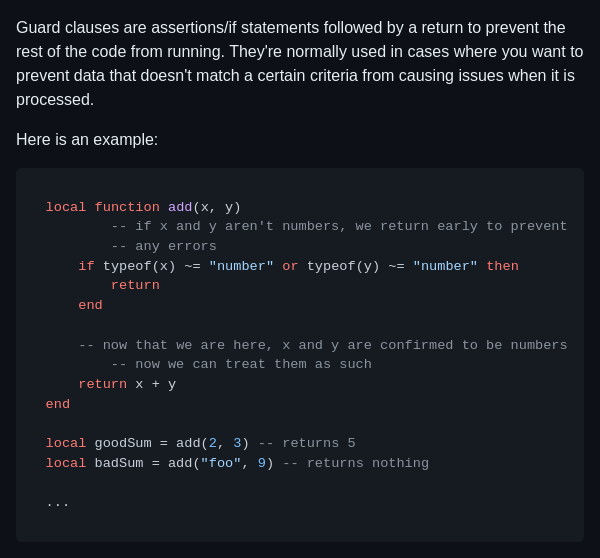 Guard clauses are assertions/if statements followed by a return to prevent the
rest of the code from running. They're normally used in cases where you want to
prevent data that doesn't match a certain criteria from causing issues when it is
processed.
Here is an example:
local function add(x, y)
-- if x and y aren't numbers, we return early to prevent
-- any errors
if typeof(x) ~= "number" or typeof(y) ~= "number" then
return
end
-- now that we are here, x and y are confirmed to be numbers
-- now we can treat them as such
return x + y
end
local goodSum = add(2, 3) -- returns 5
local badSum = add("foo", 9) -- returns nothing
...